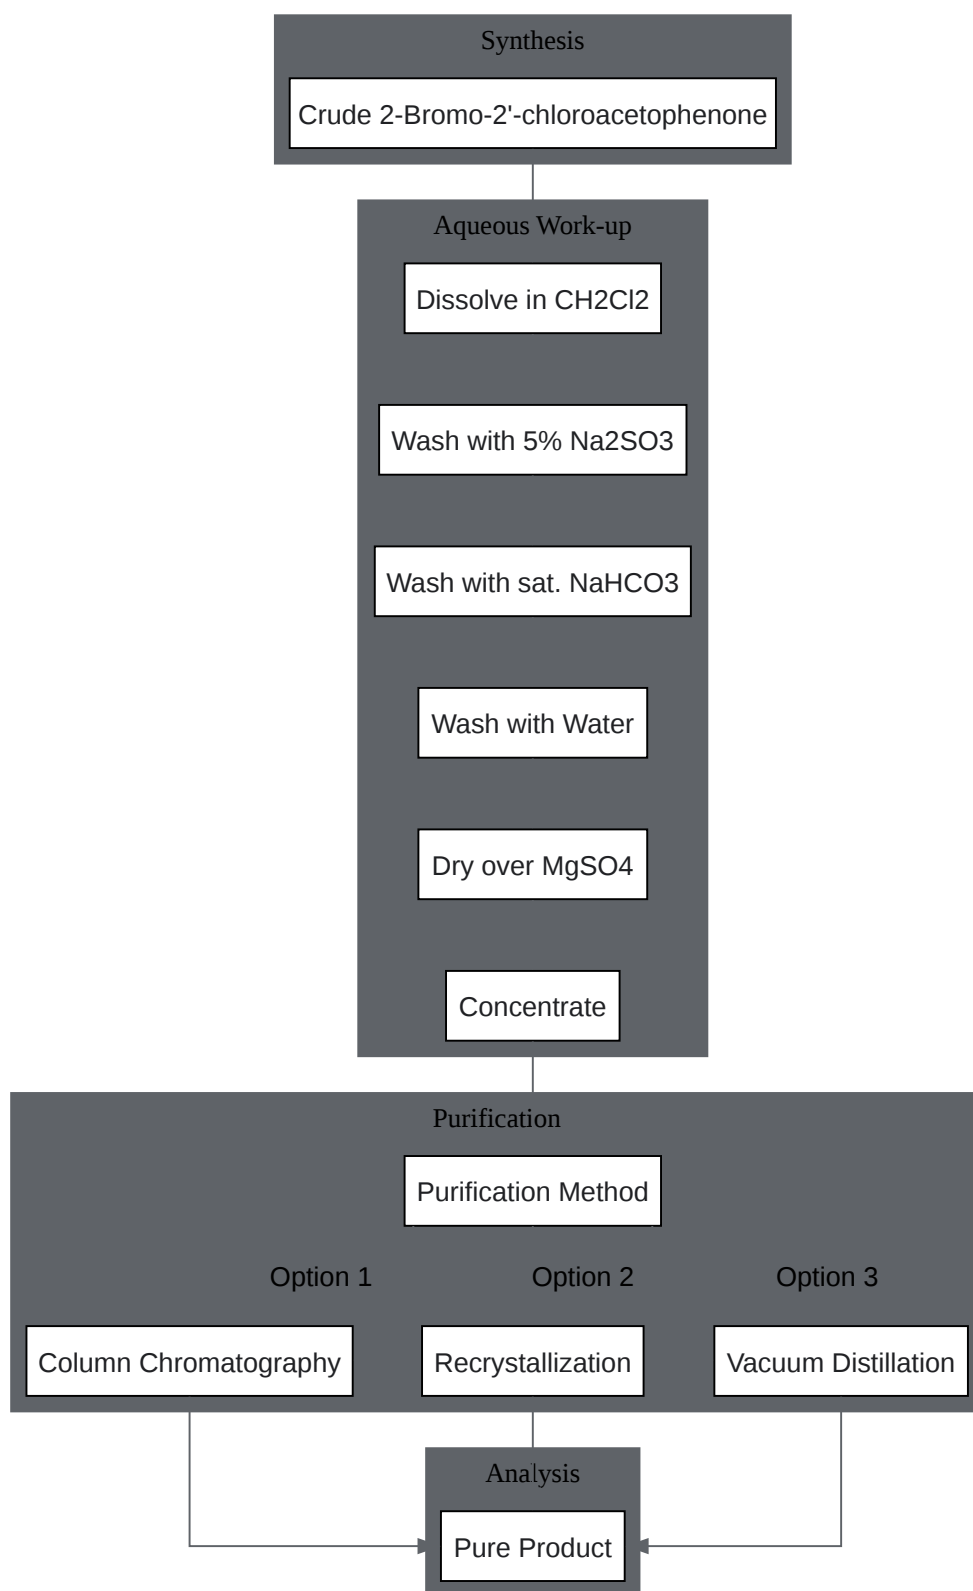 Synthesis
Crude 2-Bromo-2'-chloroacetophenone
Aqueous Work-up
Dissolve in CH2Cl2
Wash with 5% Na2SO3
Wash with sat. NaHCO3
Wash with Water
Dry over MgSO4
Concentrate
Purification
Purification Method
Option 1 Option 2 Option 3
Column Chromatography Recrystallization Vacuum Distillation
Analysis
Pure Product